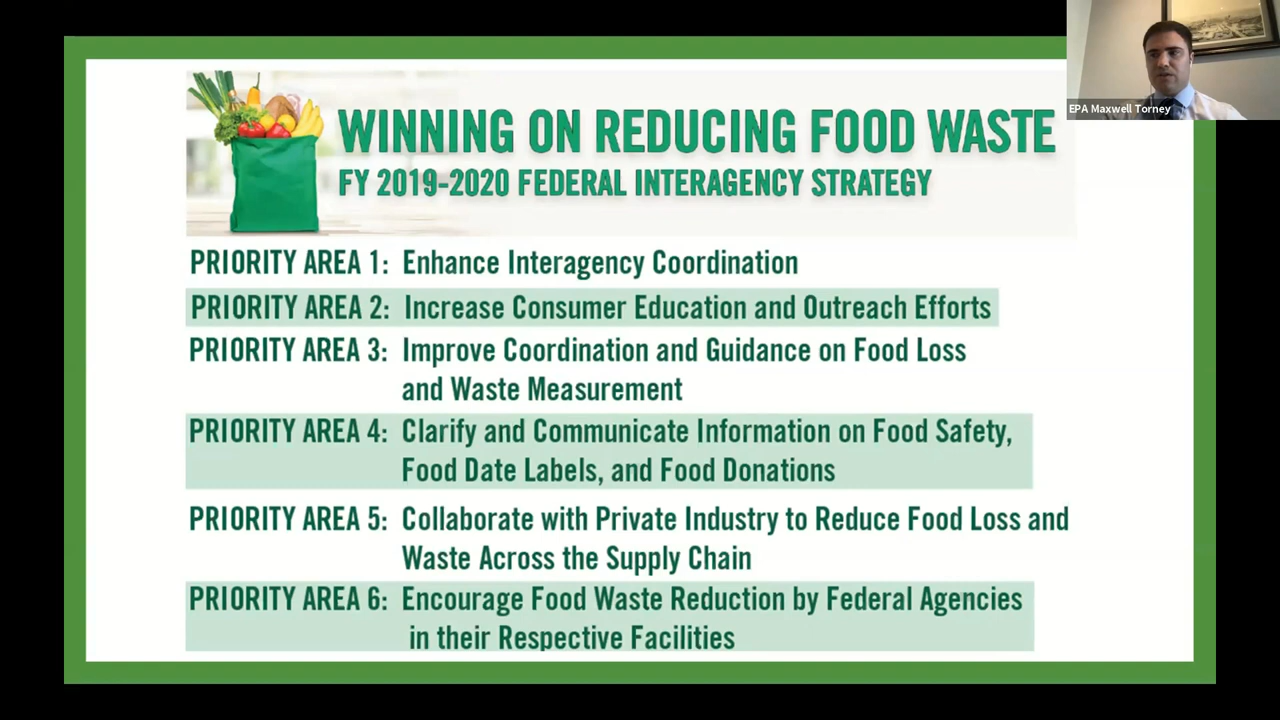 EPA Maxwell Torney
WINNING ON REDUCING FOOD WASTE
FY 2019-2020 FEDERAL INTERAGENCY STRATEGY
PRIORITY AREA 1: Enhance Interagency Coordination
PRIORITY AREA 2: Increase Consumer Education and Outreach Efforts
PRIORITY AREA 3: Improve Coordination and Guidance on Food Loss
and Waste Measurement
PRIORITY AREA 4: Clarify and Communicate Information on Food Safety,
Food Date Labels, and Food Donations
PRIORITY AREA 5: Collaborate with Private Industry to Reduce Food Loss and
Waste Across the Supply Chain
PRIORITY AREA 6: Encourage Food Waste Reduction by Federal Agencies
in their Respective Facilities